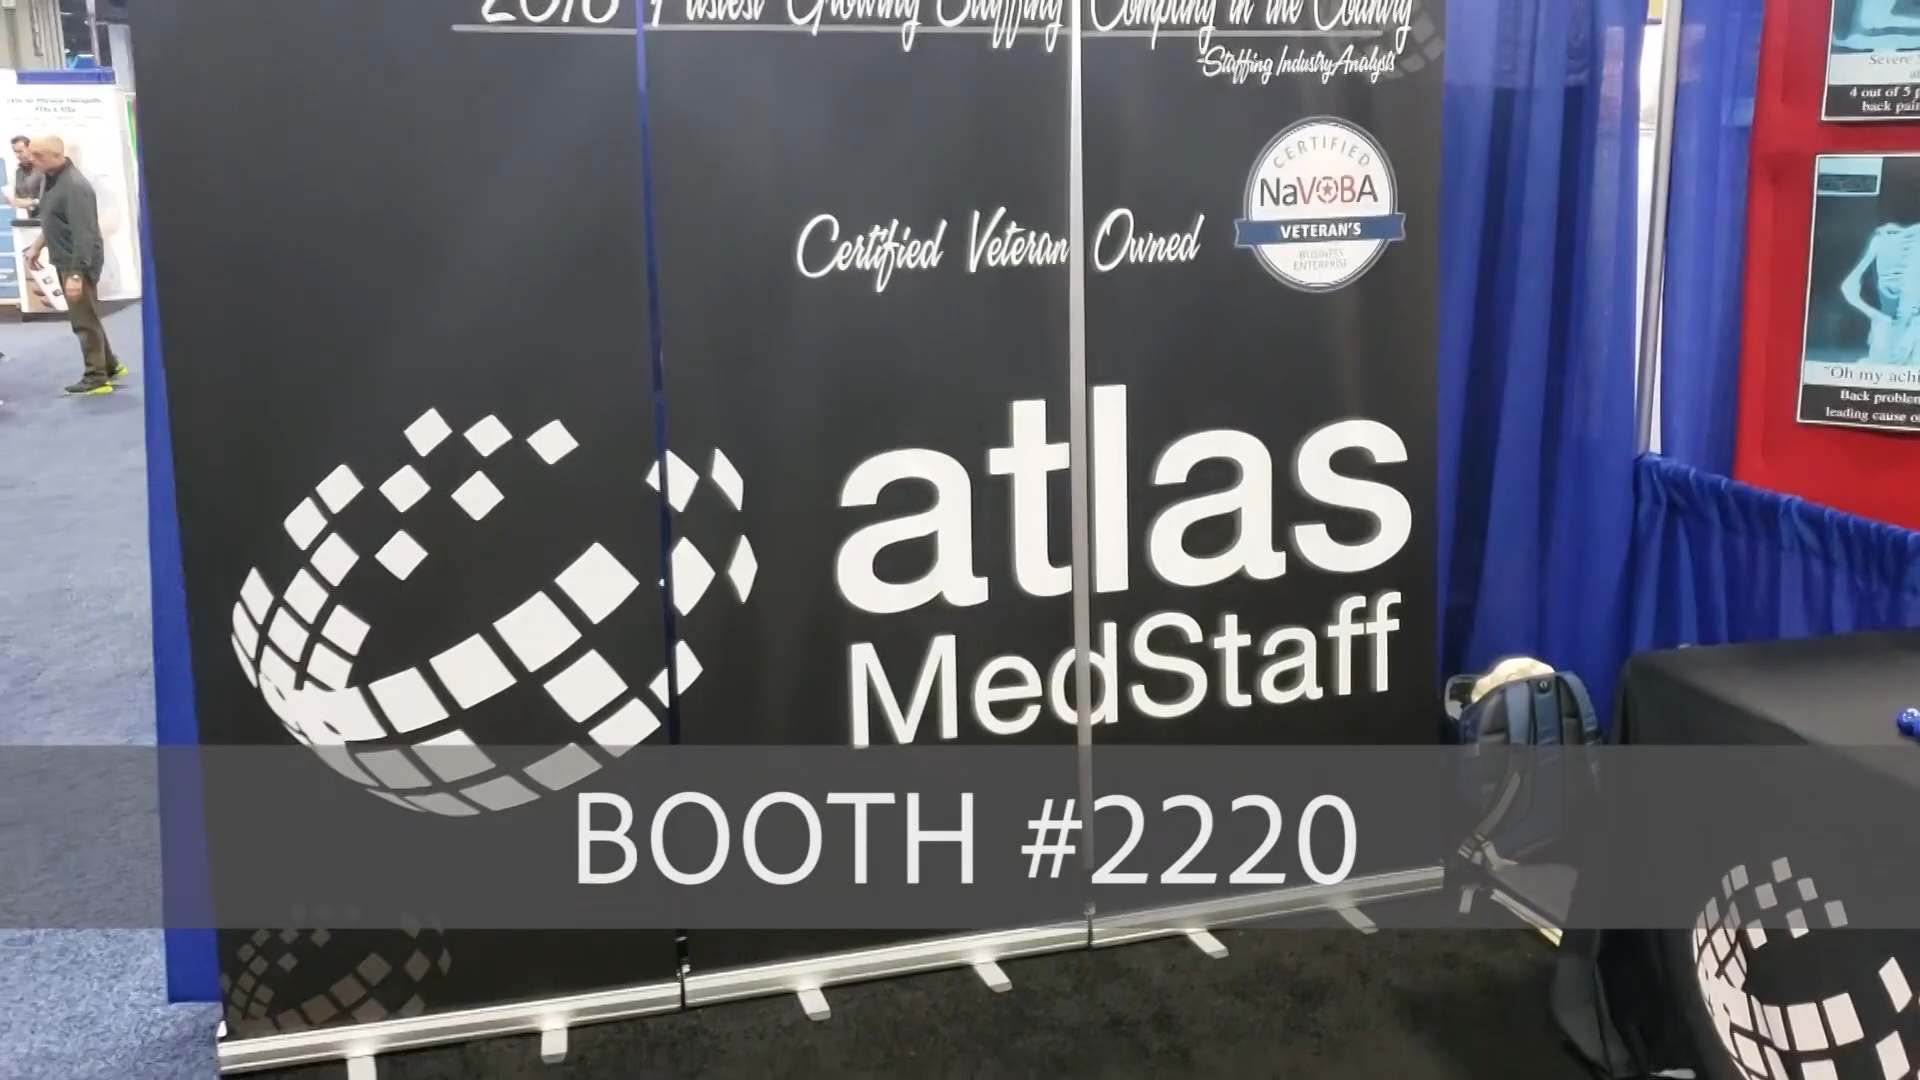 Fastest Growing Staffing Company in the Country
-Staffing Industry Analysts
CERTIFIED
NaVOBA
VETERAN'S
BUSINESS
ENTERPRISE
Certified Veteran Owned
atlas
MedStaff
BOOTH #2220
Severe
4 out of 5
back pain
"Oh my achi
Back problem
leading cause o